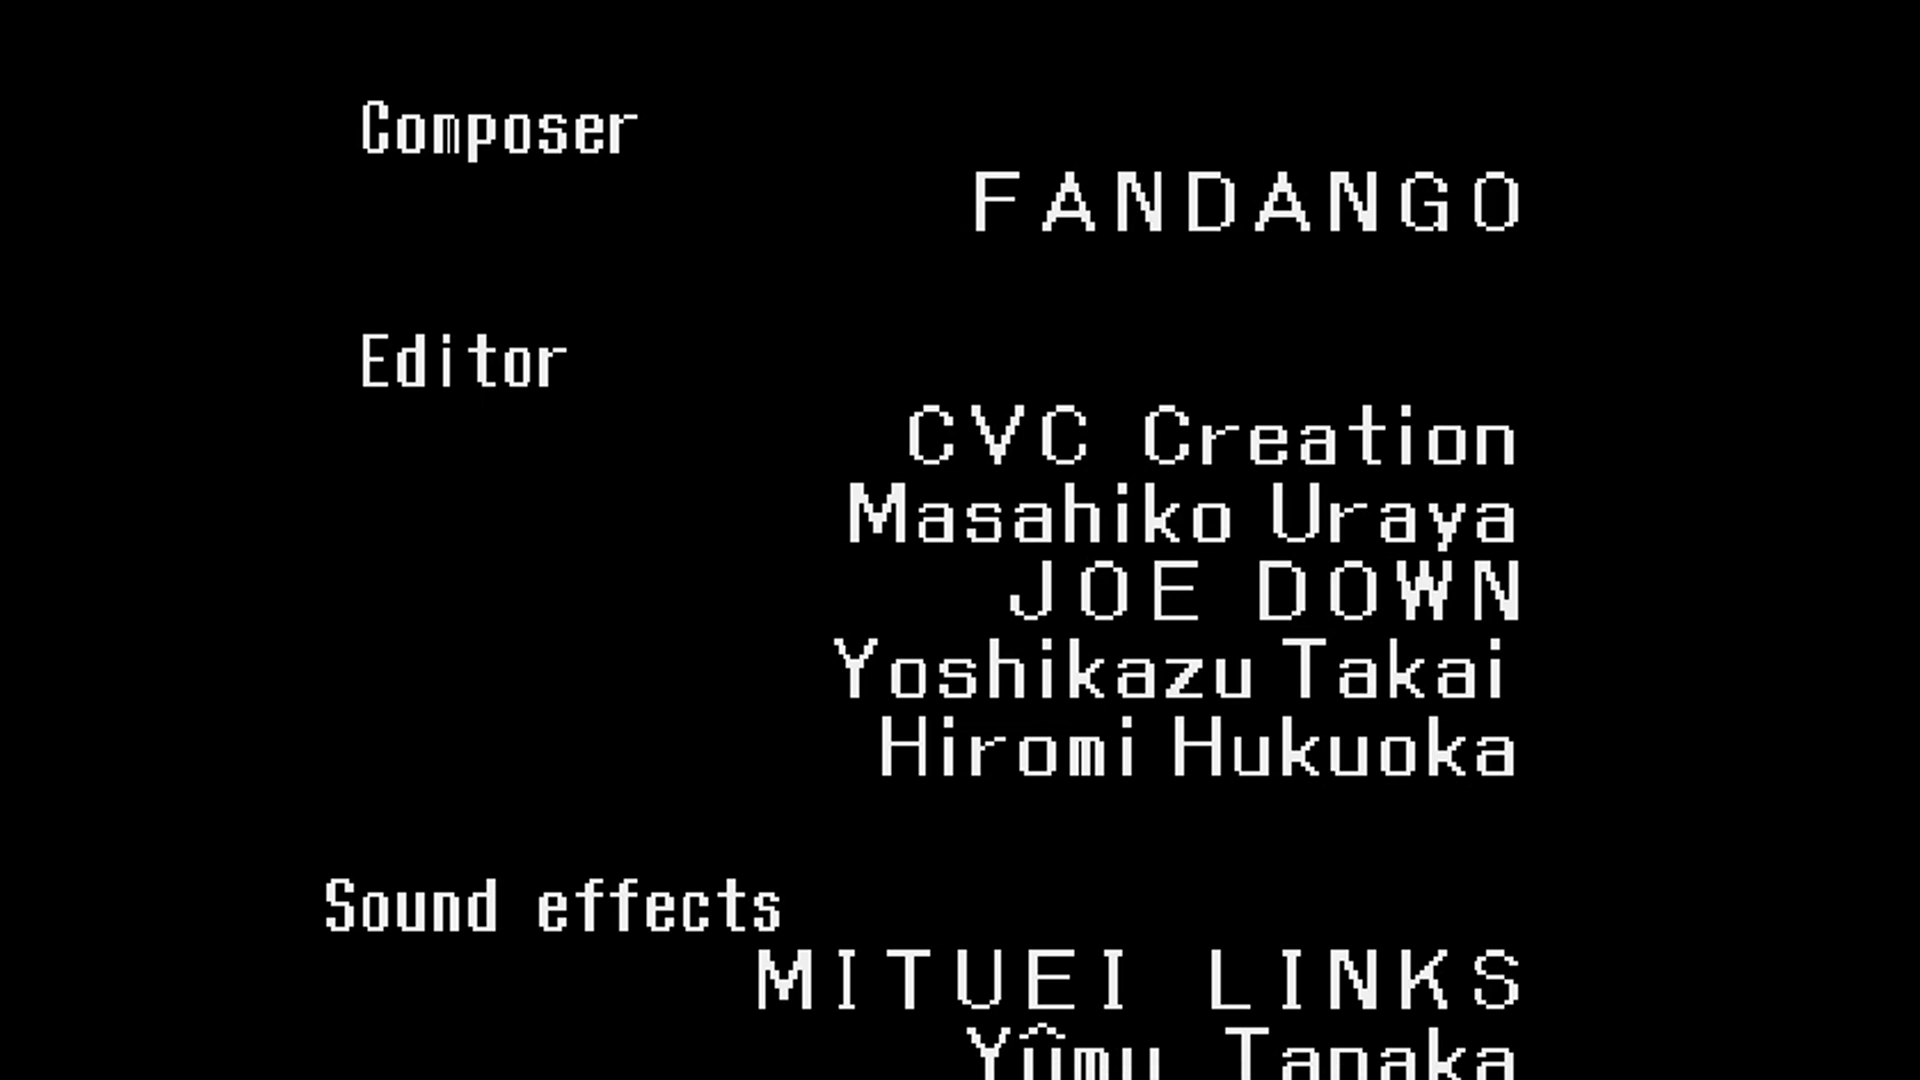 Composer
FANDANGO
Editor
CVC Creation
Masahiko Uraya
JOE DOWN
Yoshikazu Takai
Hiromi Hukuoka
Sound effects
MITUEI LINKS
Yûmu Tanaka